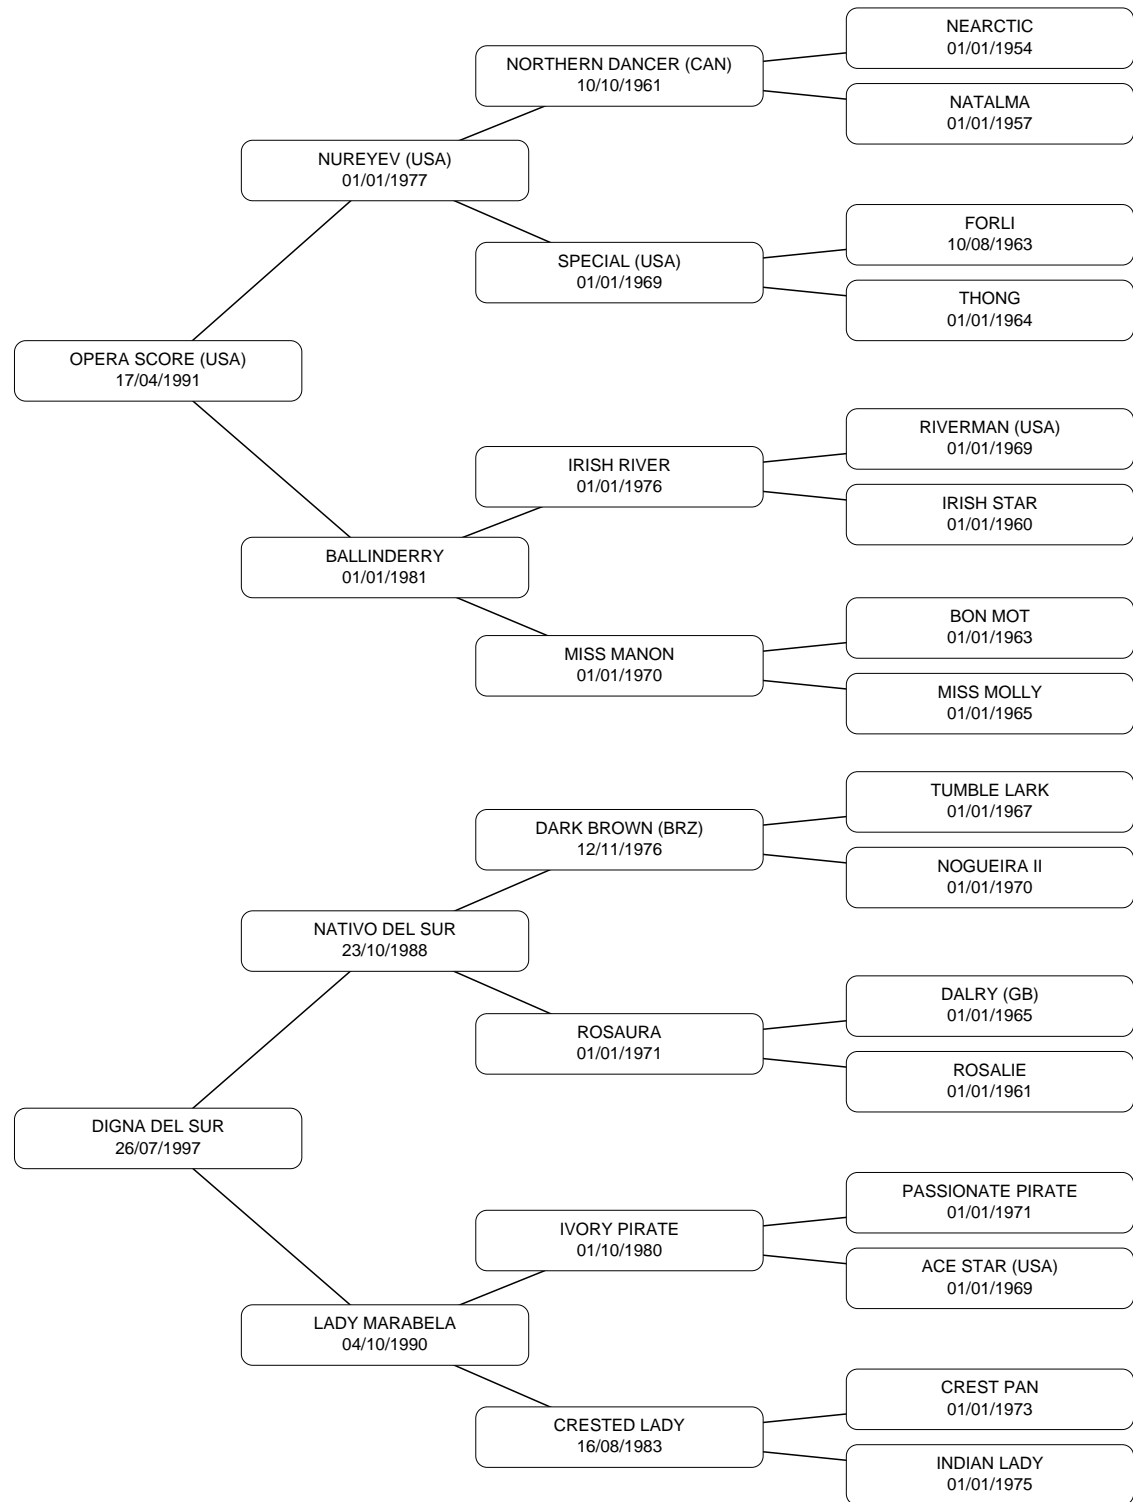 NEARCTIC
01/01/1954
NORTHERN DANCER (CAN)
10/10/1961
NATALMA
01/01/1957
NUREYEV (USA)
01/01/1977
FORLI
10/08/1963
SPECIAL (USA)
01/01/1969
THONG
01/01/1964
OPERA SCORE (USA)
17/04/1991
RIVERMAN (USA)
01/01/1969
IRISH RIVER
01/01/1976
IRISH STAR
01/01/1960
BALLINDERRY
01/01/1981
BON MOT
01/01/1963
MISS MANON
01/01/1970
MISS MOLLY
01/01/1965
TUMBLE LARK
01/01/1967
DARK BROWN (BRZ)
12/11/1976
NOGUEIRA II
01/01/1970
NATIVO DEL SUR
23/10/1988
DALRY (GB)
01/01/1965
ROSAURA
01/01/1971
ROSALIE
01/01/1961
DIGNA DEL SUR
26/07/1997
PASSIONATE PIRATE
01/01/1971
IVORY PIRATE
01/10/1980
ACE STAR (USA)
01/01/1969
LADY MARABELA
04/10/1990
CREST PAN
01/01/1973
CRESTED LADY
16/08/1983
INDIAN LADY
01/01/1975